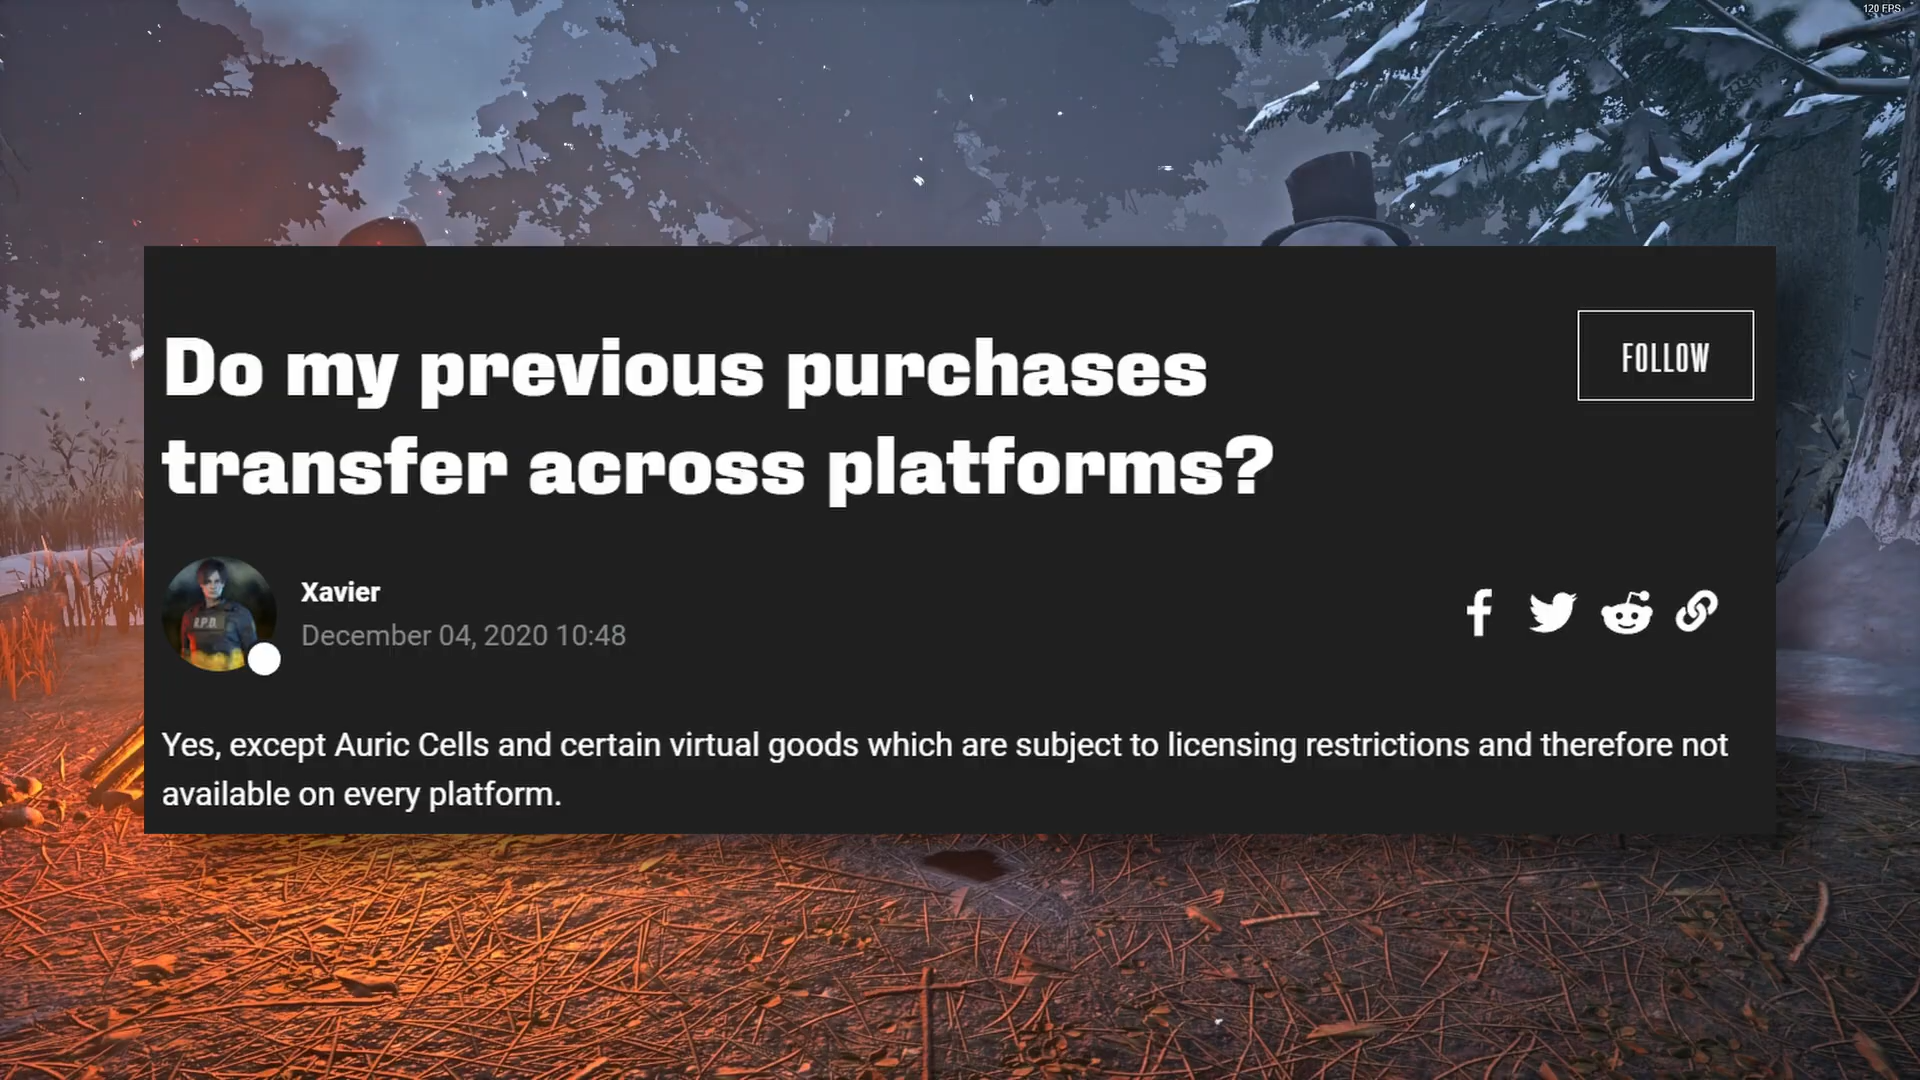 120 FPS
Do my previous purchases
transfer across platforms?
FOLLOW
R.P.D.
Xavier
December 04, 2020 10:48
Yes, except Auric Cells and certain virtual goods which are subject to licensing restrictions and therefore not
available on every platform.